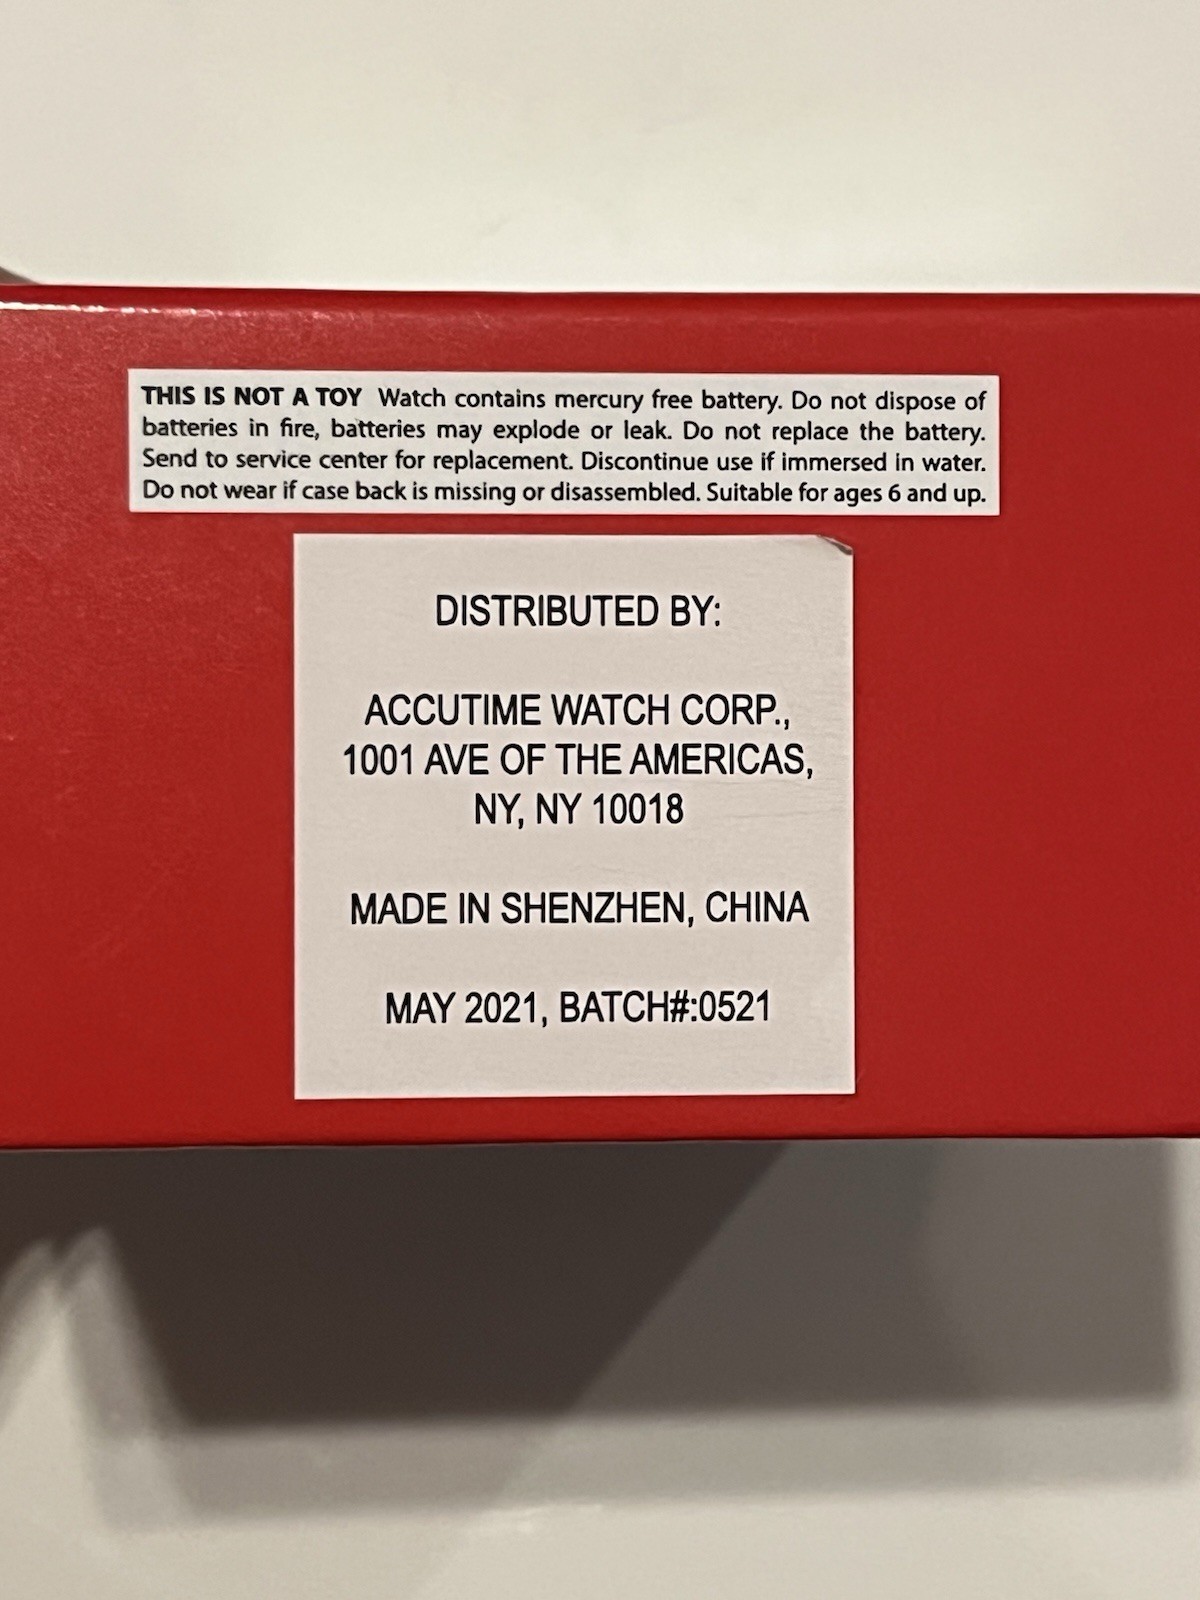 THIS IS NOT A TOY Watch contains mercury free battery. Do not dispose of
batteries in fire, batteries may explode or leak. Do not replace the battery.
Send to service center for replacement. Discontinue use if immersed in water.
Do not wear if case back is missing or disassembled. Suitable for ages 6 and up.
DISTRIBUTED BY:
ACCUTIME WATCH CORP.,
1001 AVE OF THE AMERICAS,
NY, NY 10018
MADE IN SHENZHEN, CHINA
MAY 2021, BATCH#:0521